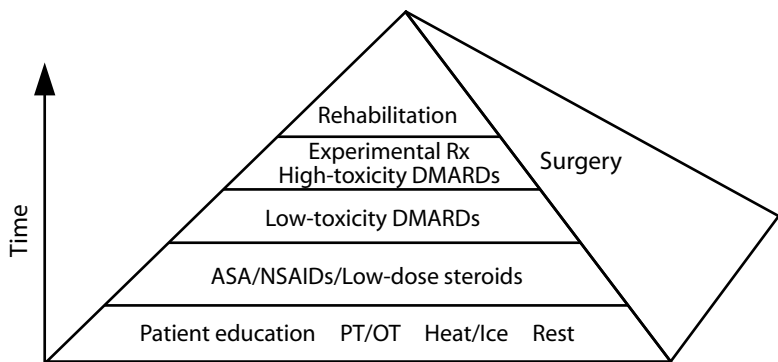 Rehabilitation
Experimental Rx
High-toxicity DMARDs
Surgery
Low-toxicity DMARDs
ASA/NSAIDs/Low-dose steroids
Patient education PT/OT Heat/Ice Rest
Time